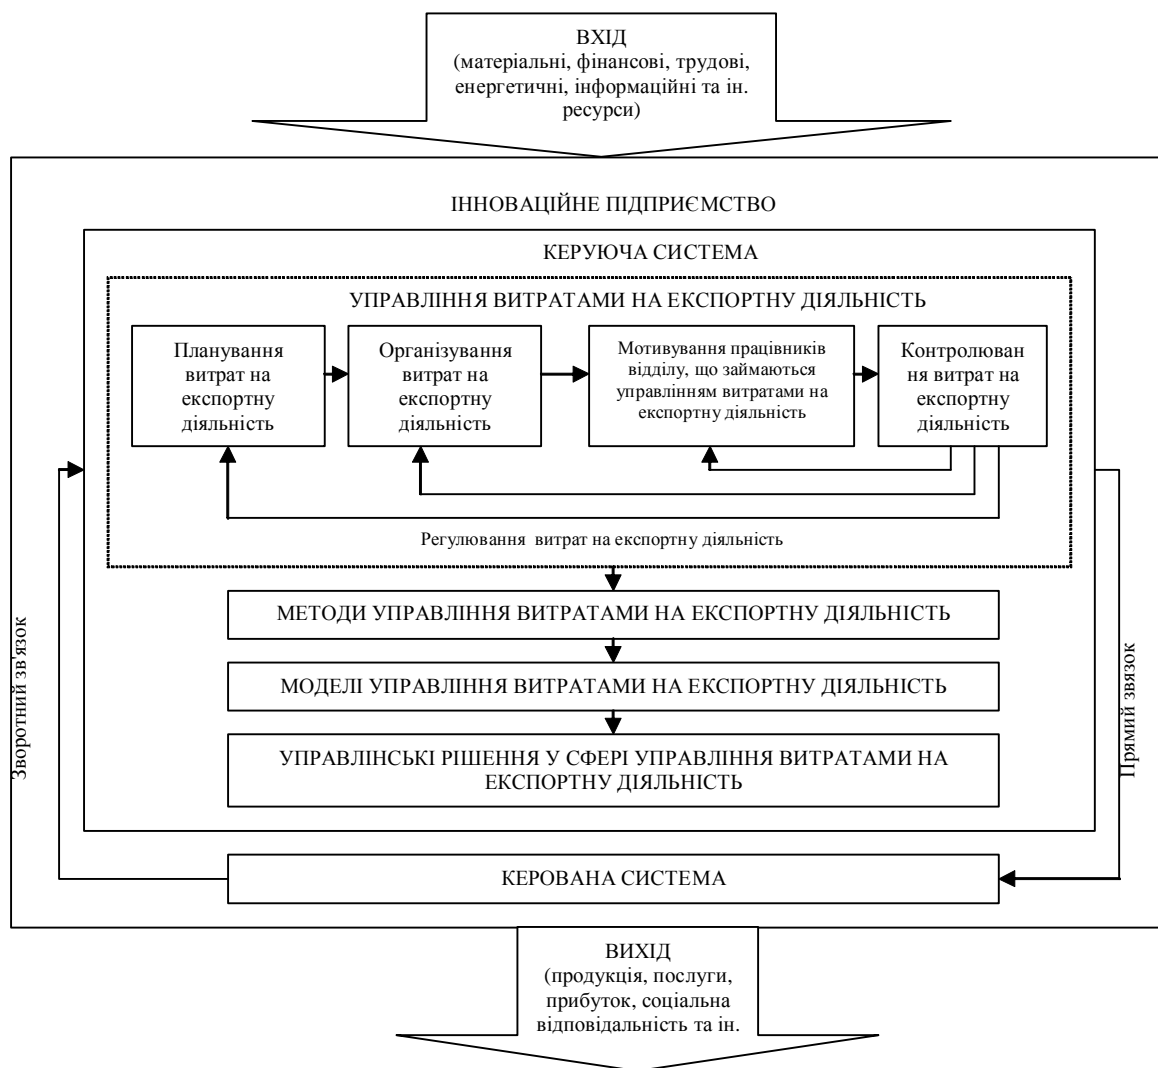 ВХІД
(матеріальні, фінансові, трудові,
енергетичні, інформаційні та ін.
ресурси)
ІННОВАЦІЙНЕ ПІДПРИЄМСТВО
КЕРУЮЧА СИСТЕМА
УПРАВЛІННЯ ВИТРАТАМИ НА ЕКСПОРТНУ ДІЯЛЬНІСТЬ
Планування
витрат на
експортну
діяльність
Організування
витрат на
експортну
діяльність
Мотивування працівників
відділу, що займаються
управлінням витратами на
експортну діяльність
Контролюван
ня витрат на
експортну
діяльність
Регулювання витрат на експортну діяльність
МЕТОДИ УПРАВЛІННЯ ВИТРАТАМИ НА ЕКСПОРТНУ ДІЯЛЬНІСТЬ
МОДЕЛІ УПРАВЛІННЯ ВИТРАТАМИ НА ЕКСПОРТНУ ДІЯЛЬНІСТЬ
УПРАВЛІНСЬКІ РІШЕННЯ У СФЕРІ УПРАВЛІННЯ ВИТРАТАМИ НА
ЕКСПОРТНУ ДІЯЛЬНІСТЬ
Зворотний зв'язок
Прямий звязок
КЕРОВАНА СИСТЕМА
ВИХІД
(продукція, послуги,
прибуток, соціальна
відповідальність та ін.